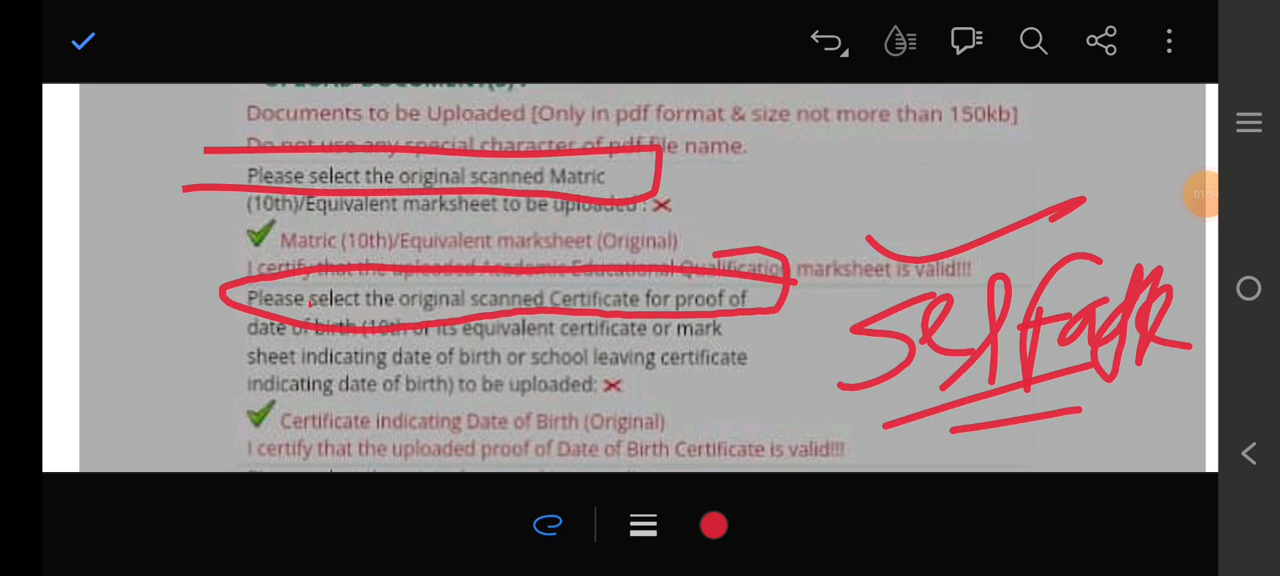 Documents to be Uploaded [Only in pdf format & size not more than 150kb]
Do not use any special character of pdf file name.
Please select the original scanned Matric
(10th)/Equivalent marksheet to be uploaded :
Matric (10th)/Equivalent marksheet (Original)
I certify that the uploaded Academic Educational Qualification marksheet is valid!!!
Please select the original scanned Certificate for proof of
date of birth (10th or its equivalent certificate or mark
sheet indicating date of birth or school leaving certificate
indicating date of birth) to be uploaded:
Certificate indicating Date of Birth (Original)
I certify that the uploaded proof of Date of Birth Certificate is valid!!!
Self
01:39